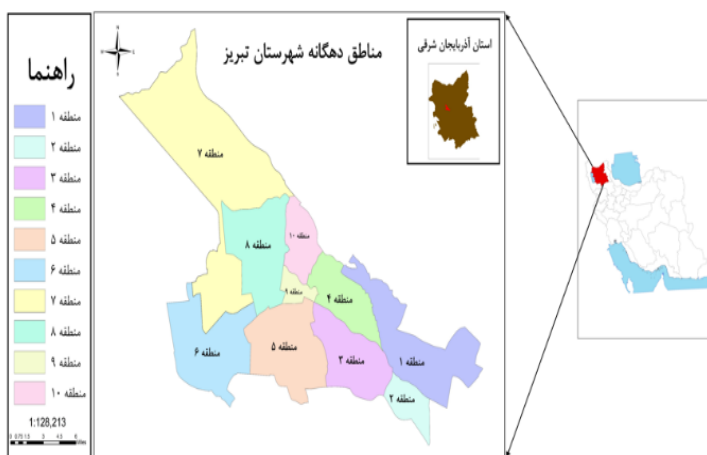 مناطق دهگانه شهرستان تبریز
استان آذربایجان شرقی
راهنما
منطقه ۱
منطقه ۲
منطقه ۳
منطقه ۴
منطقه ۵
منطقه ۶
منطقه ۷
منطقه ۸
منطقه ۹
منطقه ۱۰
1:128,213
منطقه ۷
منطقه ۸
منطقه ۱۰
منطقه ۹
منطقه ۴
منطقه ۶
منطقه ۵
منطقه ۳
منطقه ۱
منطقه ۲